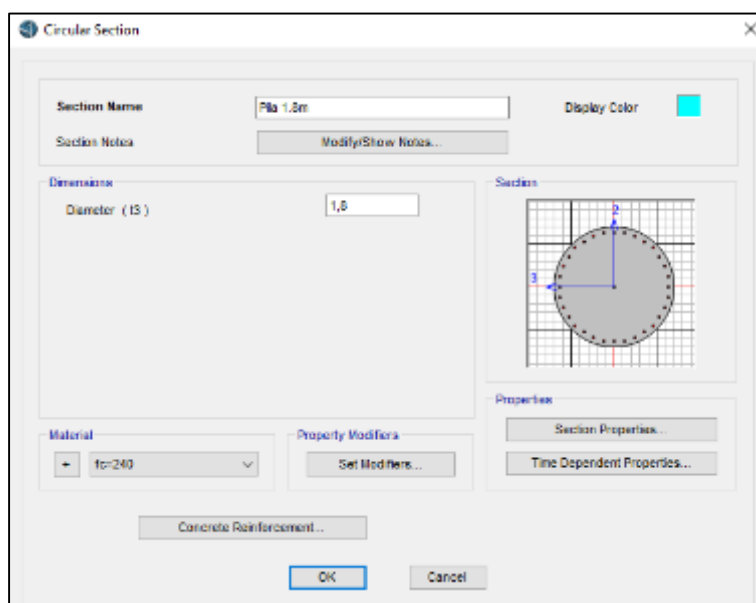 Circular Section
Section Name Pila 1.8m Display Color
Section Notes Modify/Show Notes...
Dimensions
Diameter ( t3 ) 1,8
Section
2
3
Properties
Section Properties...
Time Dependent Properties...
Material
+ fc=240
Property Modifiers
Set Modifiers...
Concrete Reinforcement...
OK Cancel